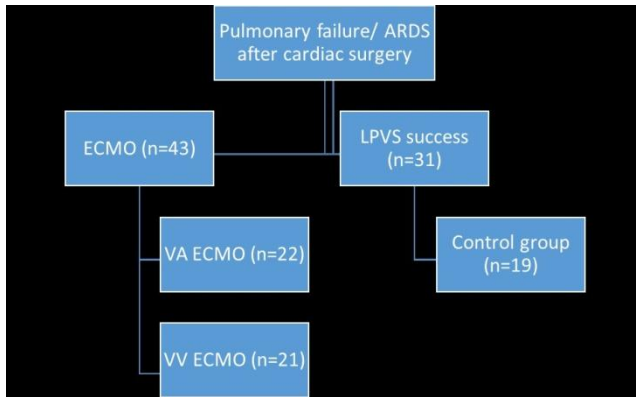 Pulmonary failure/ ARDS
after cardiac surgery
ECMO (n=43)
LPVS success
(n=31)
VA ECMO (n=22)
Control group
(n=19)
VV ECMO (n=21)